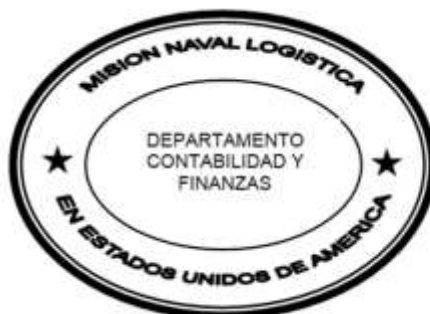 MISION NAVAL LOGISTICA
DEPARTAMENTO
CONTABILIDAD Y
FINANZAS
EN ESTADOS UNIDOS DE AMERICA